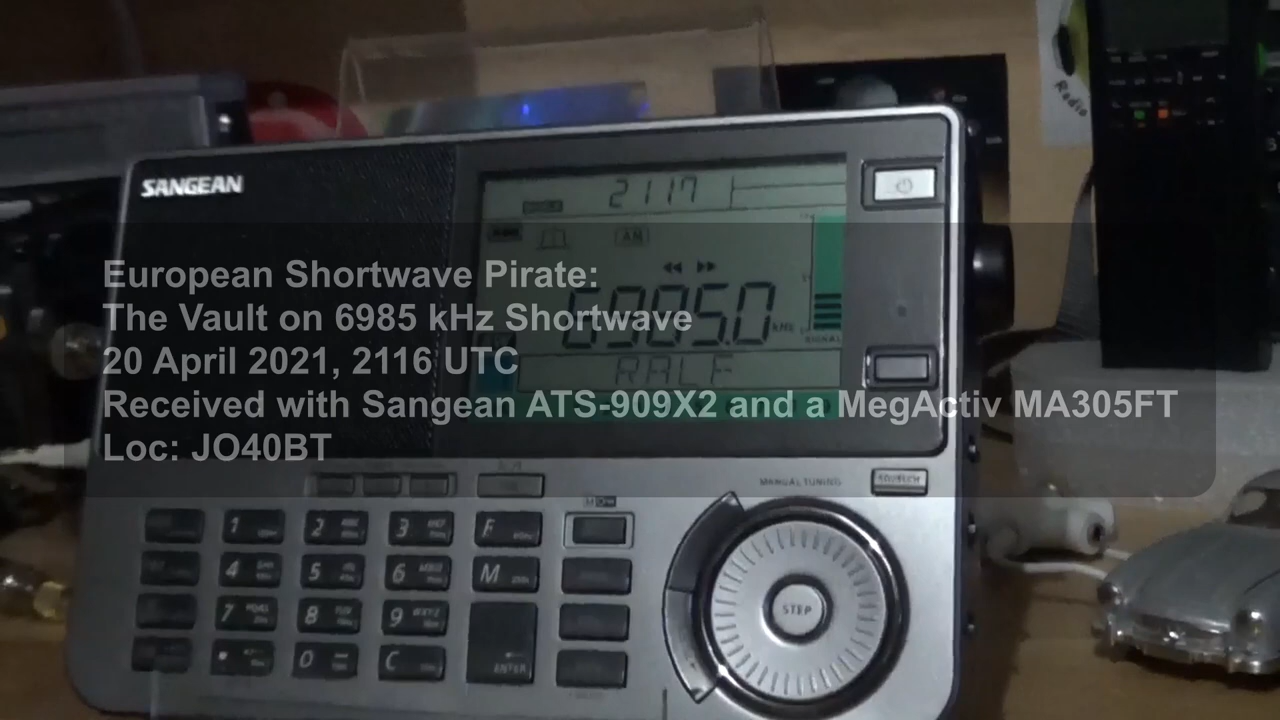 SANGEAN
2117
AM
6985.0 kHz
SIGNAL
RALF
Radio
European Shortwave Pirate:
The Vault on 6985 kHz Shortwave
20 April 2021, 2116 UTC
Received with Sangean ATS-909X2 and a MegActiv MA305FT
Loc: JO40BT
MANUAL TUNING
SQUELCH
1 2 3 F
4 5 6 M
7 8 9
ENTER
. 0 C
STEP